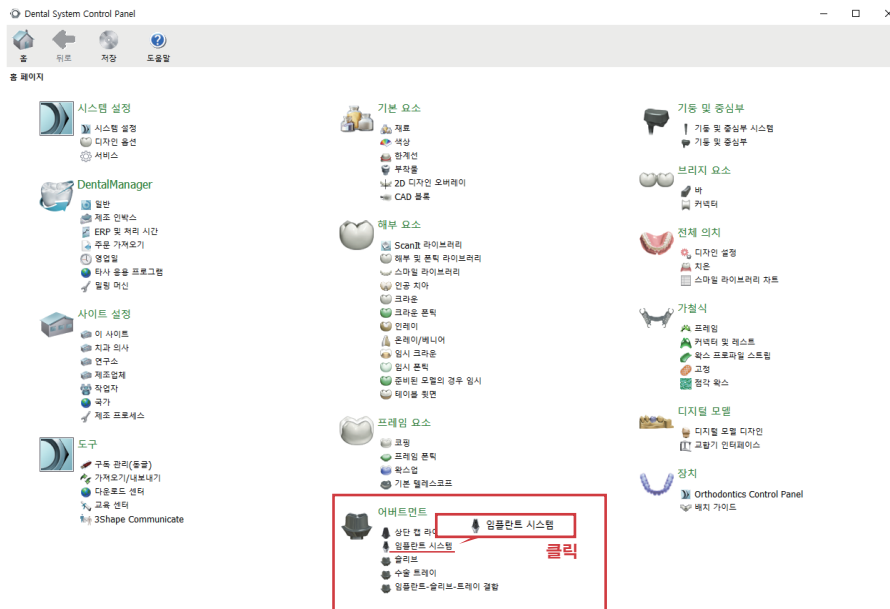 Dental System Control Panel
홈
뒤로
저장
도움말
홈 페이지
시스템 설정
시스템 설정
디자인 옵션
서비스
DentalManager
일반
제조 인박스
ERP 및 처리 시간
주문 가져오기
영업일
타사 응용 프로그램
밀링 머신
사이트 설정
이 사이트
치과 의사
연구소
제조업체
작업자
국가
제조 프로세스
도구
구독 관리(동글)
가져오기/내보내기
다운로드 센터
교육 센터
3Shape Communicate
기본 요소
재료
색상
한계선
부착물
2D 디자인 오버레이
CAD 블록
해부 요소
ScanIt 라이브러리
해부 및 폰틱 라이브러리
스마일 라이브러리
인공 치아
크라운
크라운 폰틱
인레이
온레이/베니어
임시 크라운
임시 폰틱
준비된 모델의 경우 임시
테이블 윗면
프레임 요소
코핑
프레임 폰틱
왁스업
기본 텔레스코프
어버트먼트
상단 캡 라이
임플란트 시스템
임플란트 시스템
클릭
슬리브
수술 트레이
임플란트-슬리브-트레이 결합
기둥 및 중심부
기둥 및 중심부 시스템
기둥 및 중심부
브리지 요소
바
커넥터
전체 의치
디자인 설정
치은
스마일 라이브러리 차트
가철식
프레임
커넥터 및 레스트
왁스 프로파일 스트립
고정
점각 왁스
디지털 모델
디지털 모델 디자인
교합기 인터페이스
장치
Orthodontics Control Panel
배치 가이드